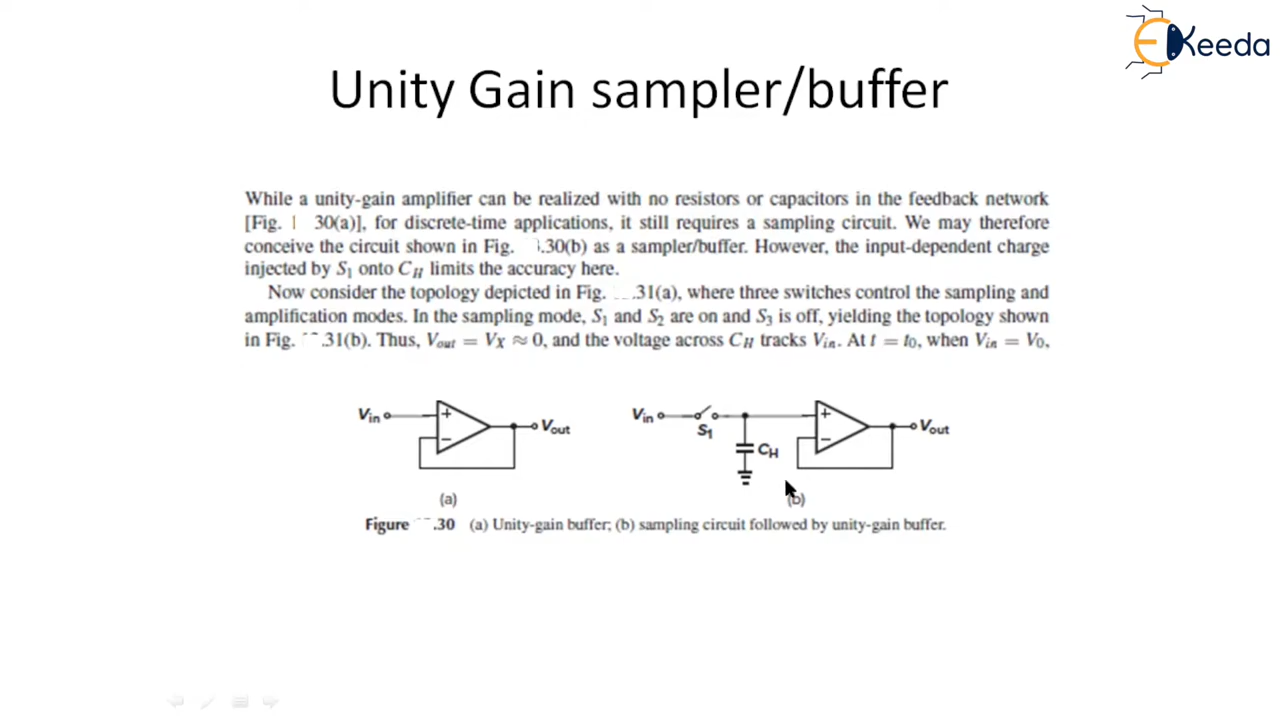 EKeeda
Unity Gain sampler/buffer
While a unity-gain amplifier can be realized with no resistors or capacitors in the feedback network
[Fig. 30(a)], for discrete-time applications, it still requires a sampling circuit. We may therefore
conceive the circuit shown in Fig. .30(b) as a sampler/buffer. However, the input-dependent charge
injected by S1 onto CH limits the accuracy here.
Now consider the topology depicted in Fig. .31(a), where three switches control the sampling and
amplification modes. In the sampling mode, S1 and S2 are on and S3 is off, yielding the topology shown
in Fig. .31(b). Thus, Vout = VX ≈ 0, and the voltage across CH tracks Vin. At t = t0, when Vin = V0,
Vin + − Vout
Vin S1 CH + − Vout
(a) (b)
Figure .30 (a) Unity-gain buffer; (b) sampling circuit followed by unity-gain buffer.